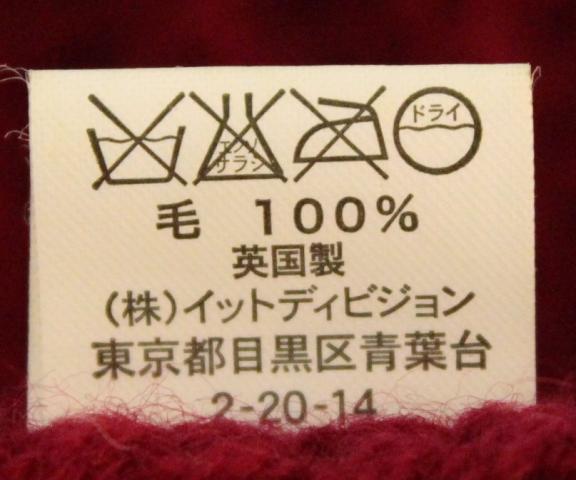 エンソ
サラシ
ドライ
毛 100%
英国製
(株)イットディビジョン
東京都目黒区青葉台
2-20-14